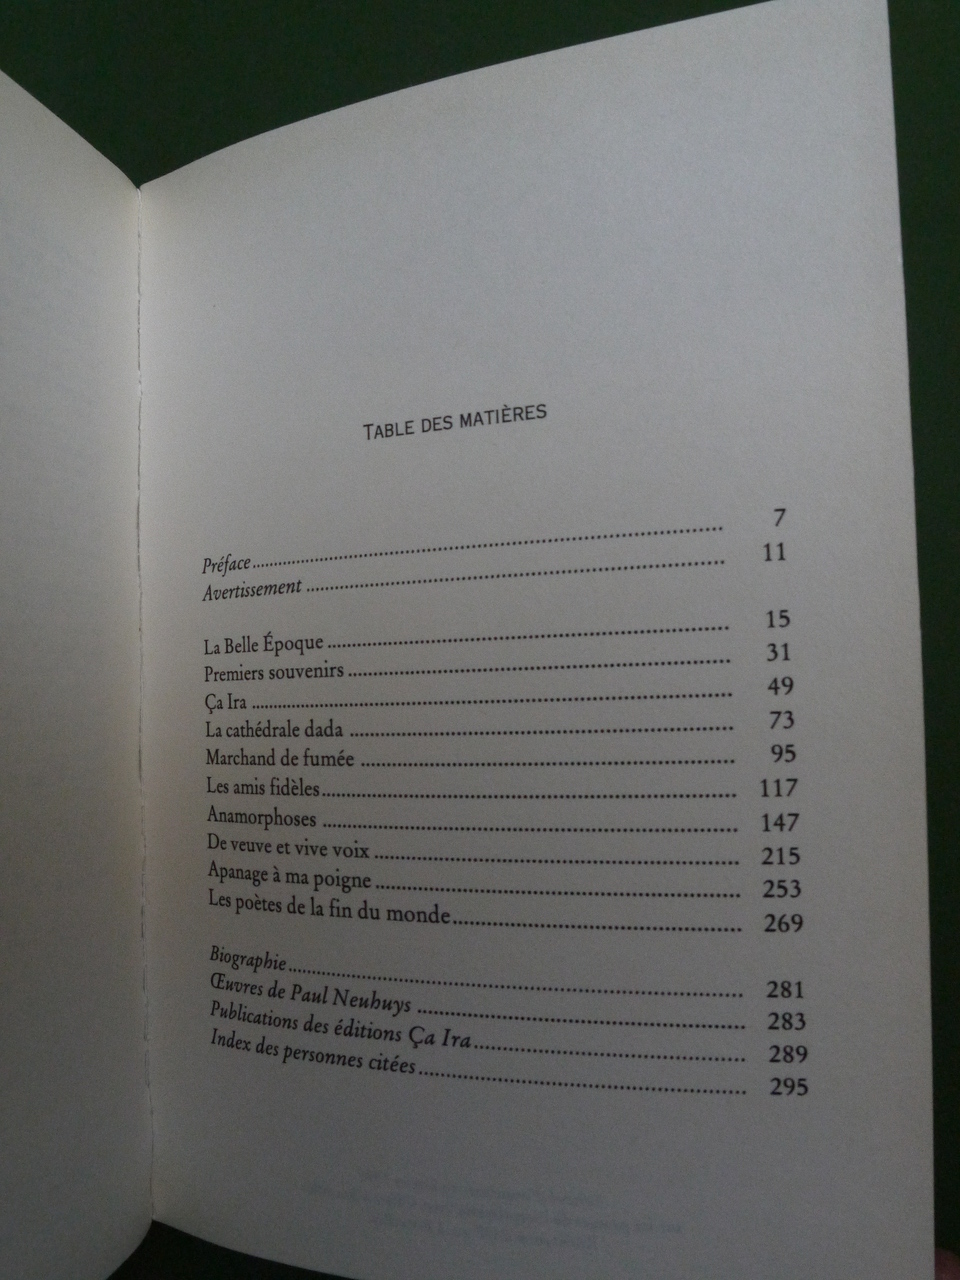 TABLE DES MATIÈRES
Préface.................... 7
Avertissement .................... 11
La Belle Époque .................... 15
Premiers souvenirs .................... 31
Ça Ira .................... 49
La cathédrale dada .................... 73
Marchand de fumée .................... 95
Les amis fidèles.................... 117
Anamorphoses .................... 147
De veuve et vive voix .................... 215
Apanage à ma poigne .................... 253
Les poètes de la fin du monde.................... 269
Biographie.................... 281
Œuvres de Paul Neuhuys .................... 283
Publications des éditions Ça Ira.................... 289
Index des personnes citées.................... 295